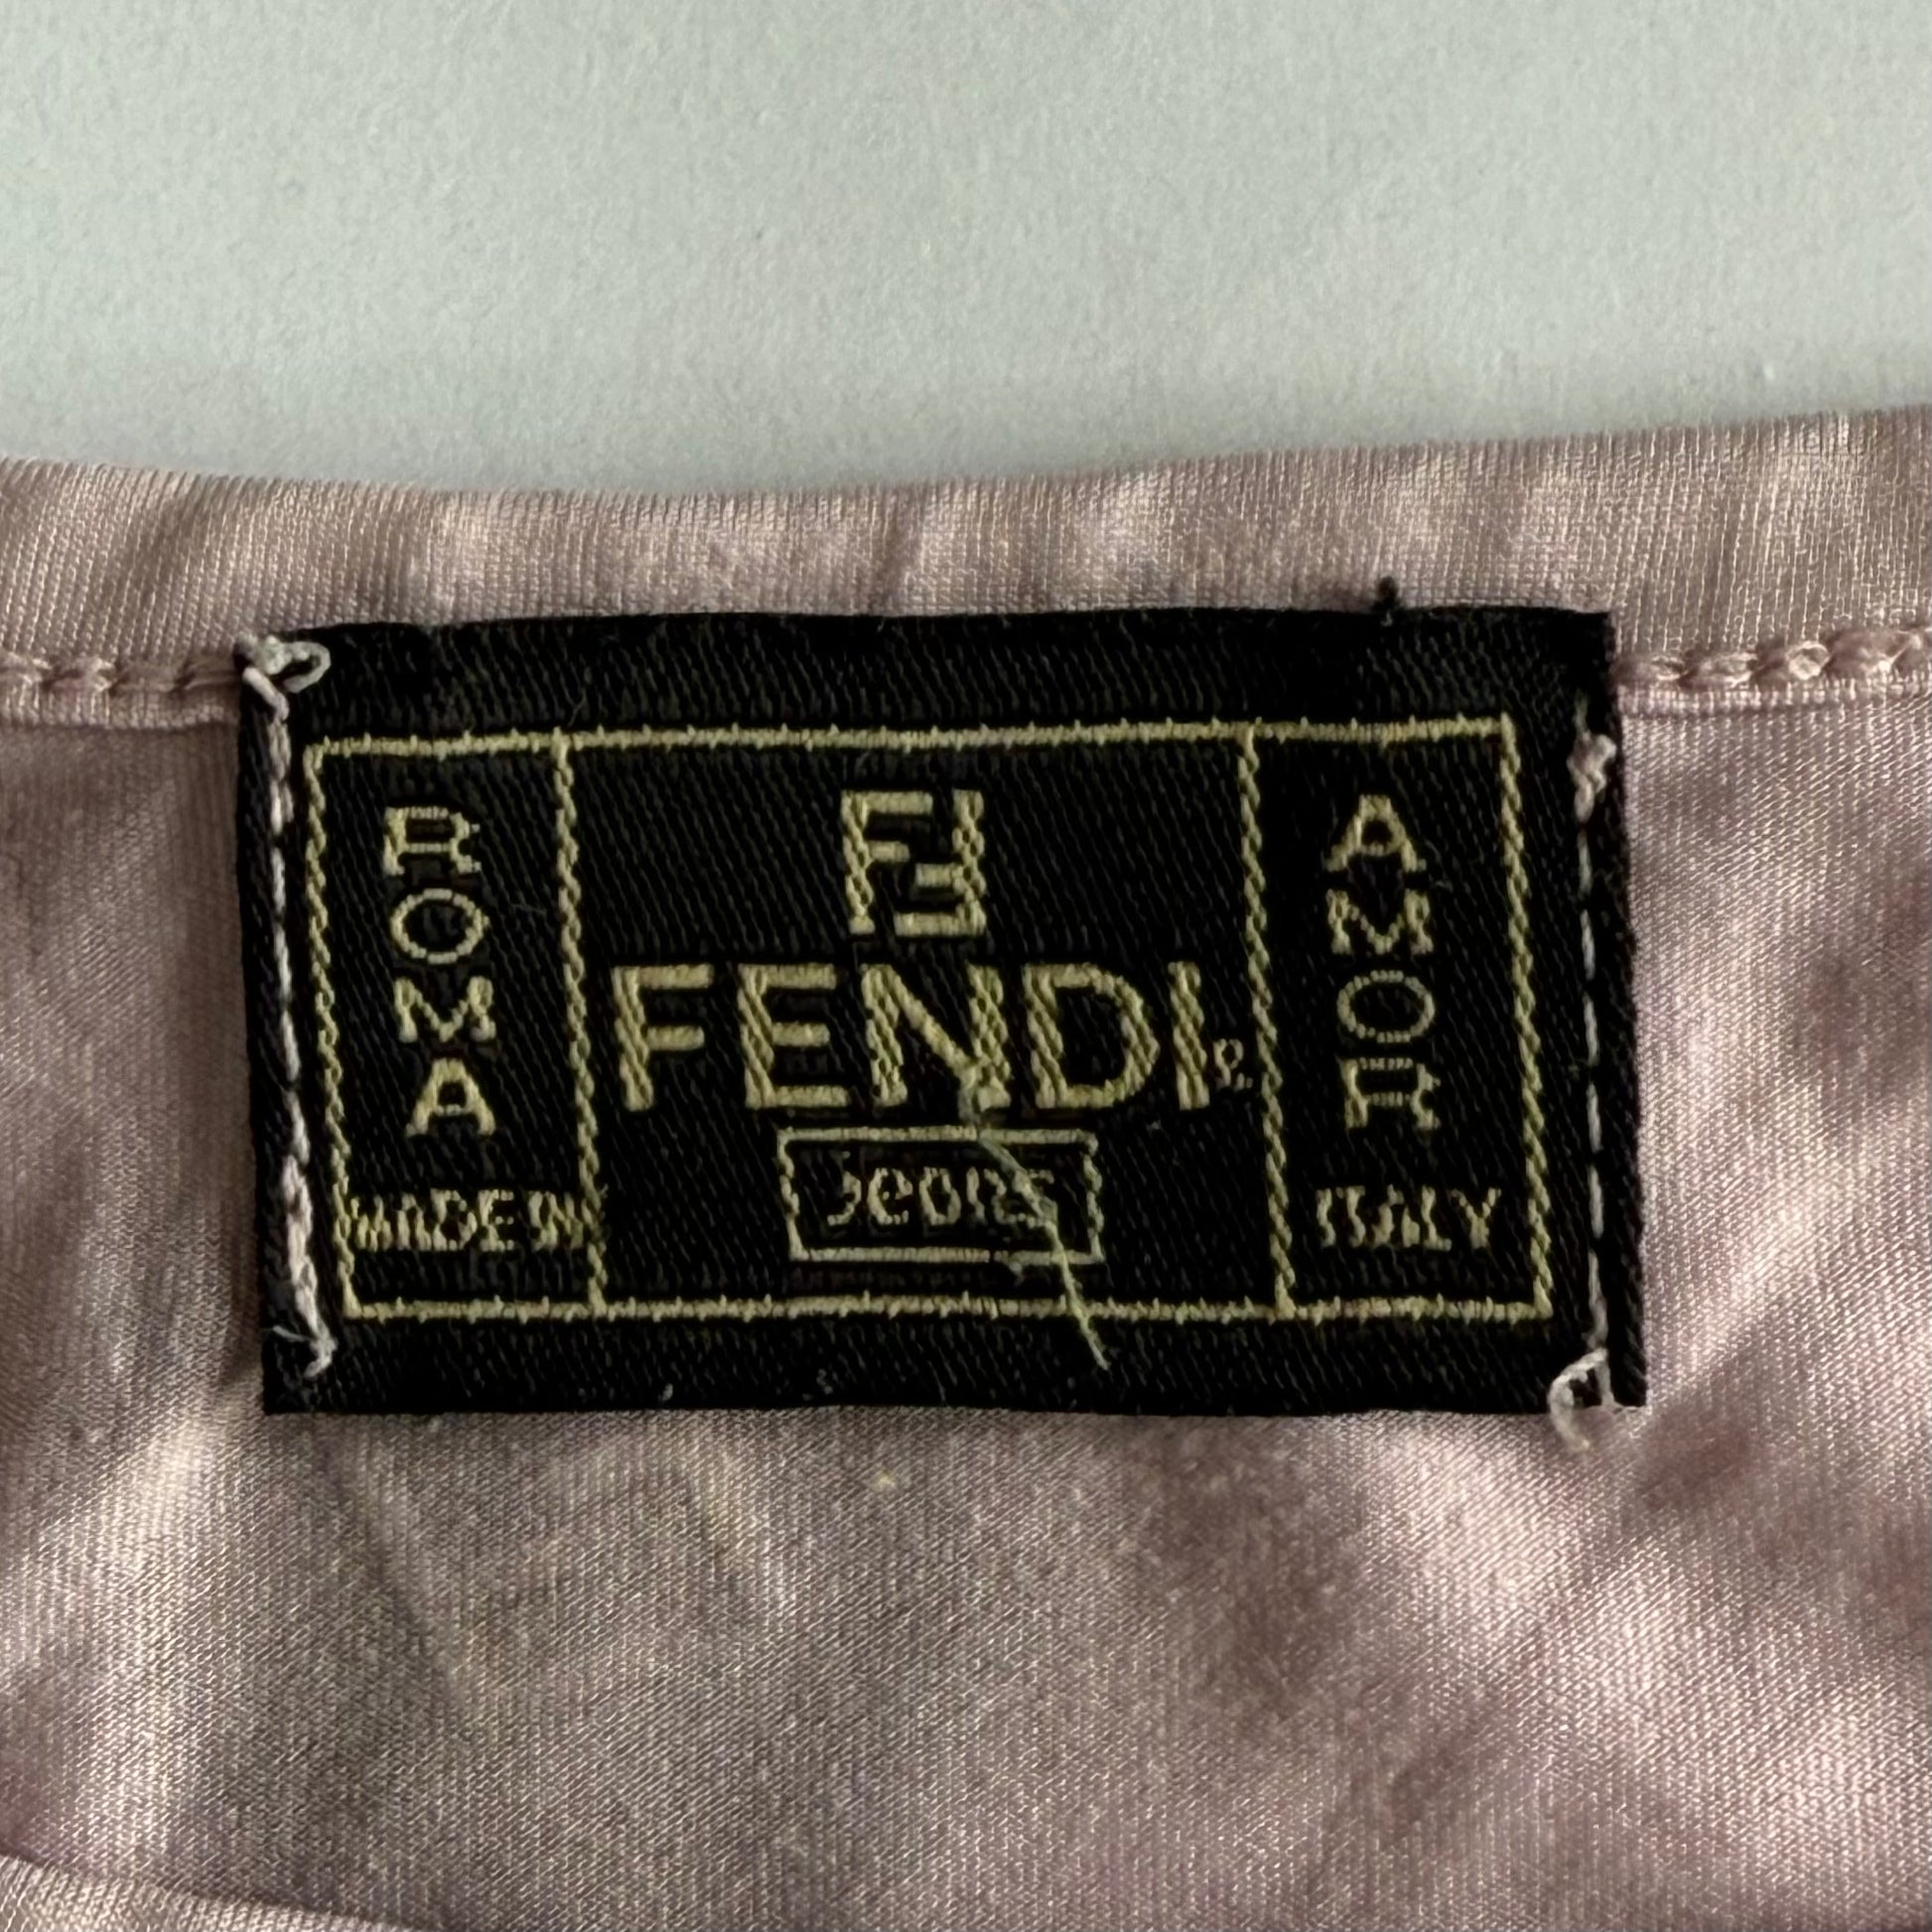 ROMA
FF
FENDI®
Jeans
AMOR
MADE IN ITALY